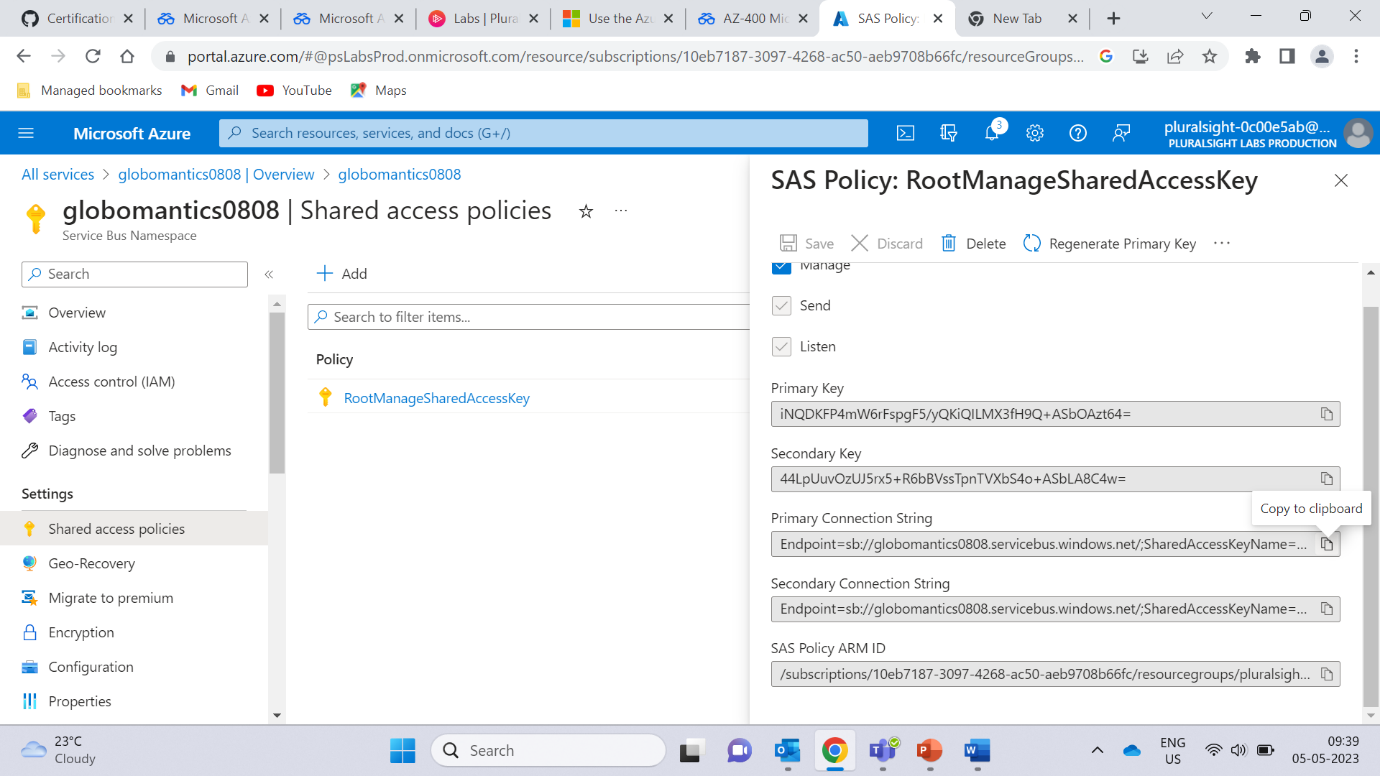 Certification
Microsoft A
Microsoft A
Labs | Plura
Use the Az
AZ-400 Mic
SAS Policy:
New Tab
portal.azure.com/#@psLabsProd.onmicrosoft.com/resource/subscriptions/10eb7187-3097-4268-ac50-aeb9708b66fc/resourceGroups...
Managed bookmarks
Gmail
YouTube
Maps
Microsoft Azure
Search resources, services, and docs (G+/)
3
pluralsight-0c00e5ab@...
PLURALSIGHT LABS PRODUCTION
All services > globomantics0808 | Overview > globomantics0808
globomantics0808 | Shared access policies
Service Bus Namespace
Search
Overview
Activity log
Access control (IAM)
Tags
Diagnose and solve problems
Settings
Shared access policies
Geo-Recovery
Migrate to premium
Encryption
Configuration
Properties
Add
Search to filter items...
Policy
RootManageSharedAccessKey
SAS Policy: RootManageSharedAccessKey
Save
Discard
Delete
Regenerate Primary Key
Manage
Send
Listen
Primary Key
iNQDKFP4mW6rFspgF5/yQKiQILMX3fH9Q+ASbOAzt64=
Secondary Key
44LpUuvOzUJ5rx5+R6bBVssTpnTVXbS4o+ASbLA8C4w=
Copy to clipboard
Primary Connection String
Endpoint=sb://globomantics0808.servicebus.windows.net/;SharedAccessKeyName=...
Secondary Connection String
Endpoint=sb://globomantics0808.servicebus.windows.net/;SharedAccessKeyName=...
SAS Policy ARM ID
/subscriptions/10eb7187-3097-4268-ac50-aeb9708b66fc/resourcegroups/pluralsigh...
23°C
Cloudy
Search
ENG
US
09:39
05-05-2023